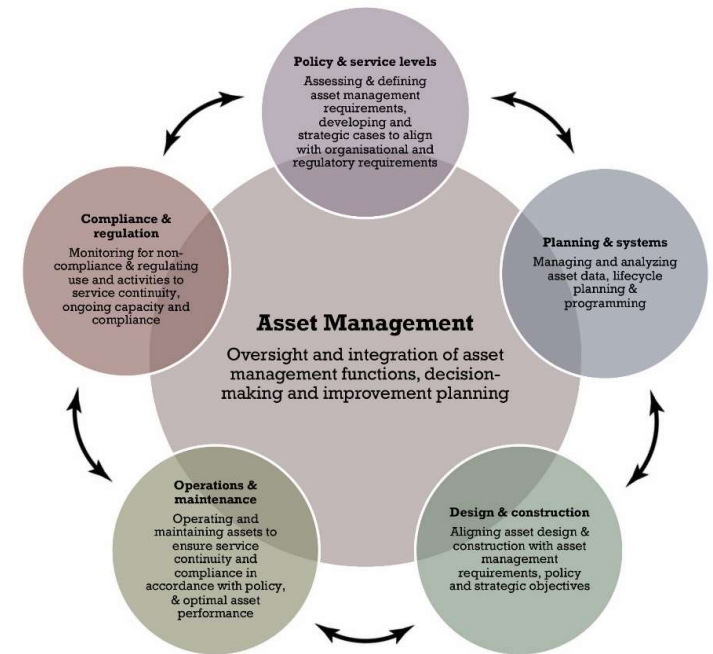 Policy & service levels
Assessing & defining
asset management
requirements,
developing and
strategic cases to align
with organisational and
regulatory requirements
Compliance &
regulation
Monitoring for non-
compliance & regulating
use and activities to
service continuity,
ongoing capacity and
compliance
Planning & systems
Managing and analyzing
asset data, lifecycle
planning &
programming
Asset Management
Oversight and integration of asset
management functions, decision-
making and improvement planning
Operations &
maintenance
Operating and
maintaining assets to
ensure service
continuity and
compliance in
accordance with policy,
& optimal asset
performance
Design & construction
Aligning asset design &
construction with asset
management
requirements, policy
and strategic objectives